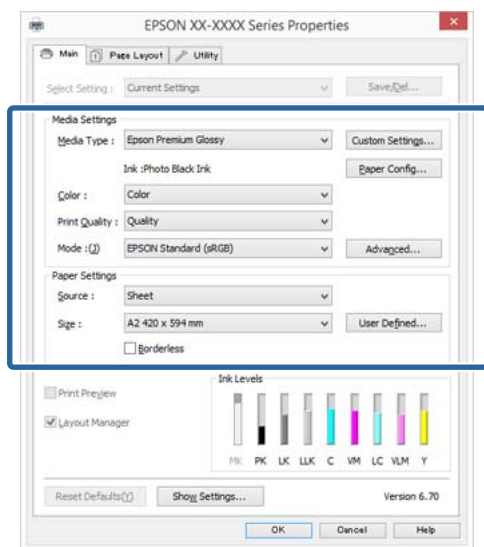 EPSON XX-XXXX Series Properties
Main Page Layout Utility
Select Setting : Current Settings Save/Del...
Media Settings
Media Type : Epson Premium Glossy Custom Settings...
Ink :Photo Black Ink Paper Config...
Color : Color
Print Quality : Quality
Mode :(J) EPSON Standard (sRGB) Advanced...
Paper Settings
Source : Sheet
Size : A2 420 x 594 mm User Defined...
Borderless
Ink Levels
Print Preview
Layout Manager
MK PK LK LLK C VM LC VLM Y
Reset Defaults(Y) Show Settings... Version 6.70
OK Cancel Help